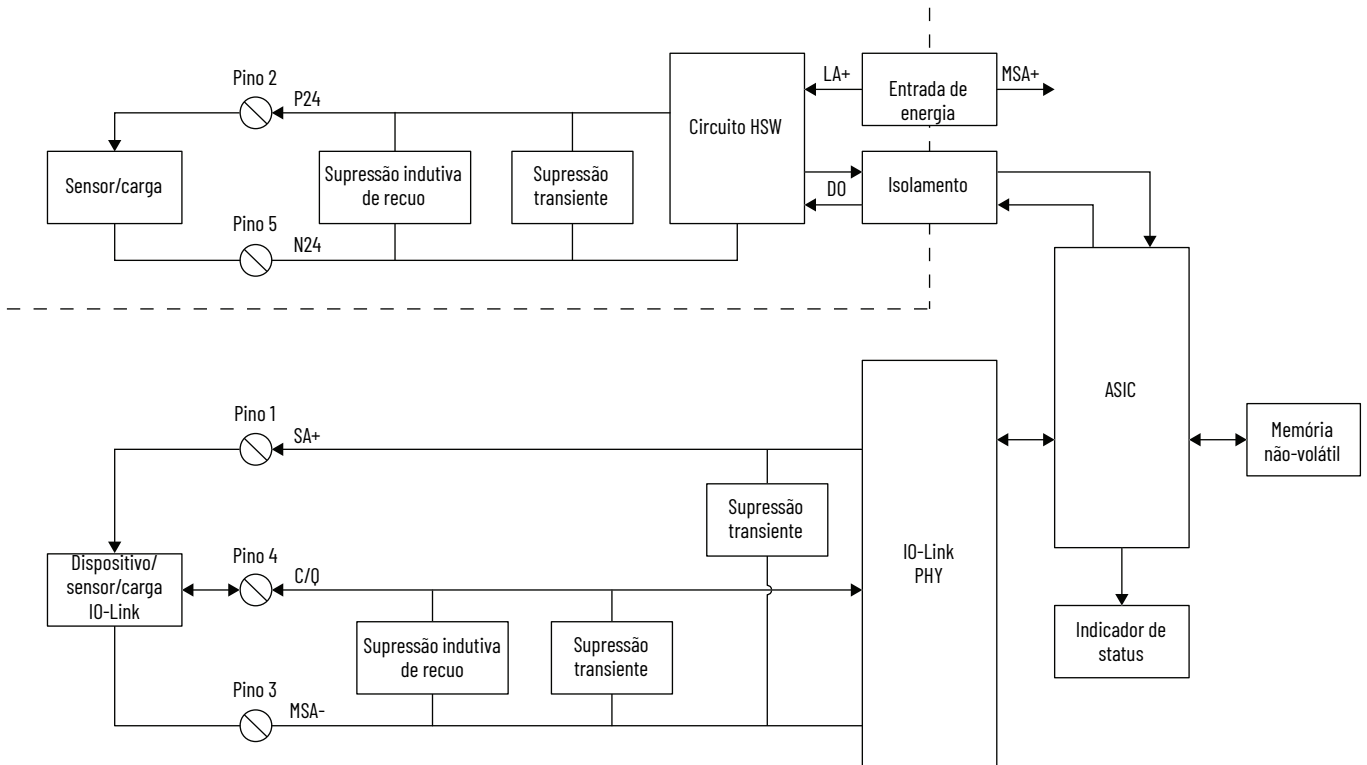 Pino 2
P24
Sensor/carga
Pino 5
N24
Supressão indutiva
de recuo
Supressão
transiente
Circuito HSW
LA+
Entrada de
energia
MSA+
DO
Isolamento
ASIC
Memória
não-volátil
Indicador de
status
Pino 1
SA+
Dispositivo/
sensor/carga
IO-Link
Pino 4
C/Q
Pino 3
MSA-
Supressão indutiva
de recuo
Supressão
transiente
Supressão
transiente
IO-Link
PHY